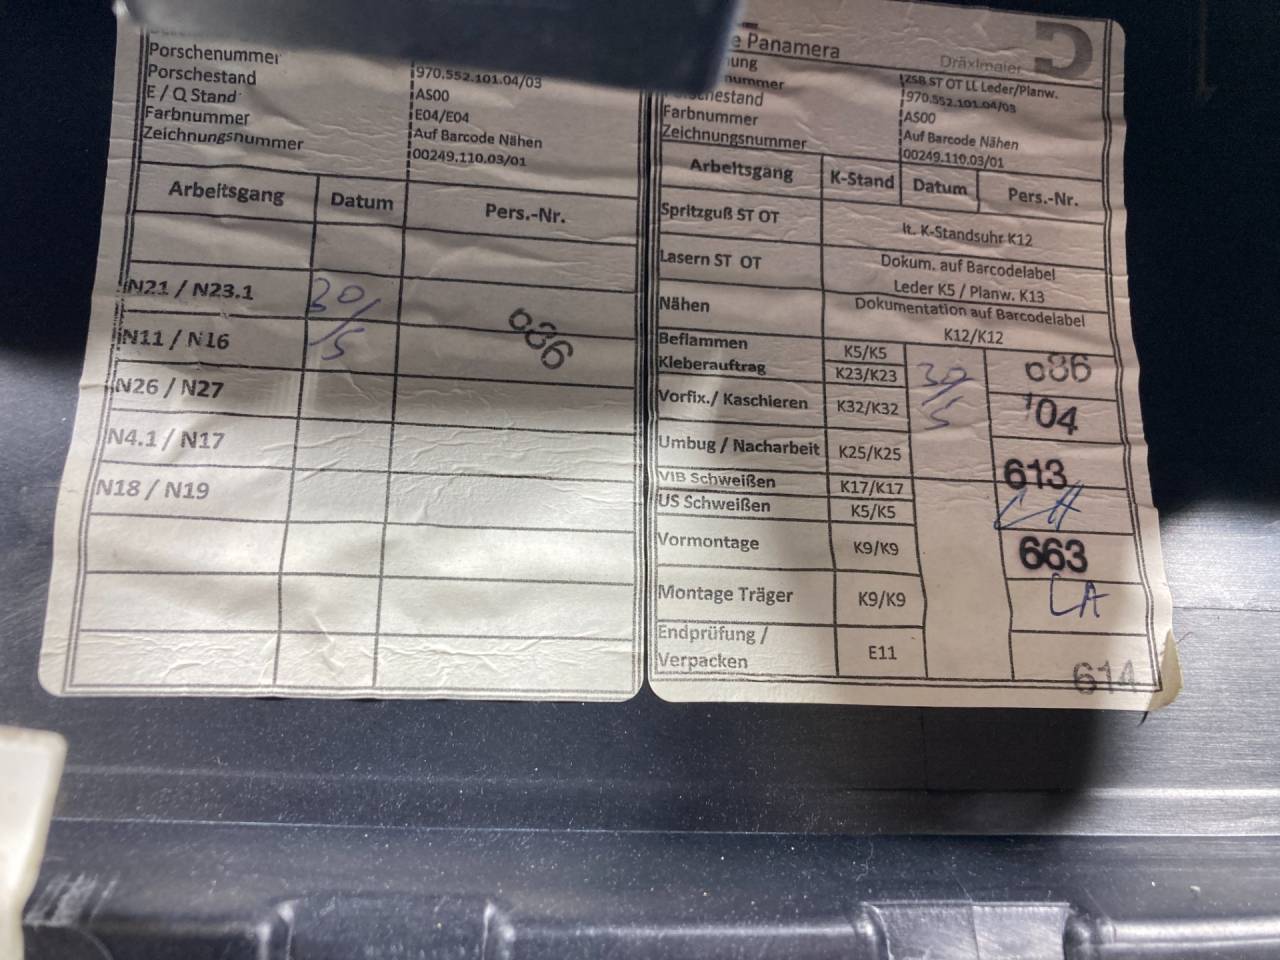 Porschenummer
Porschestand 970.552.101.04/03
E / Q Stand AS00
Farbnummer E04/E04
Zeichnungsnummer Auf Barcode Nähen
00249.110.03/01
Arbeitsgang Datum Pers.-Nr.
N21 / N23.1 30/5
N11 / N16
N26 / N27
N4.1 / N17
N18 / N19
Panamera
Dräxlmaier
ZSB ST OT LL Leder/Planw.
970.552.101.04/03
AS00
Farbnummer Auf Barcode Nähen
Zeichnungsnummer 00249.110.03/01
Arbeitsgang K-Stand Datum Pers.-Nr.
Spritzguß ST OT lt. K-Standsuhr K12
Lasern ST OT Dokum. auf Barcodelabel
Leder K5 / Planw. K13
Nähen Dokumentation auf Barcodelabel
K12/K12
Beflammen K5/K5
Kleberauftrag K23/K23 30/5
Vorfix./ Kaschieren K32/K32 04
Umbug / Nacharbeit K25/K25
VIB Schweißen K17/K17 613
US Schweißen K5/K5
Vormontage K9/K9 663
Montage Träger K9/K9
Endprüfung /
Verpacken E11
614